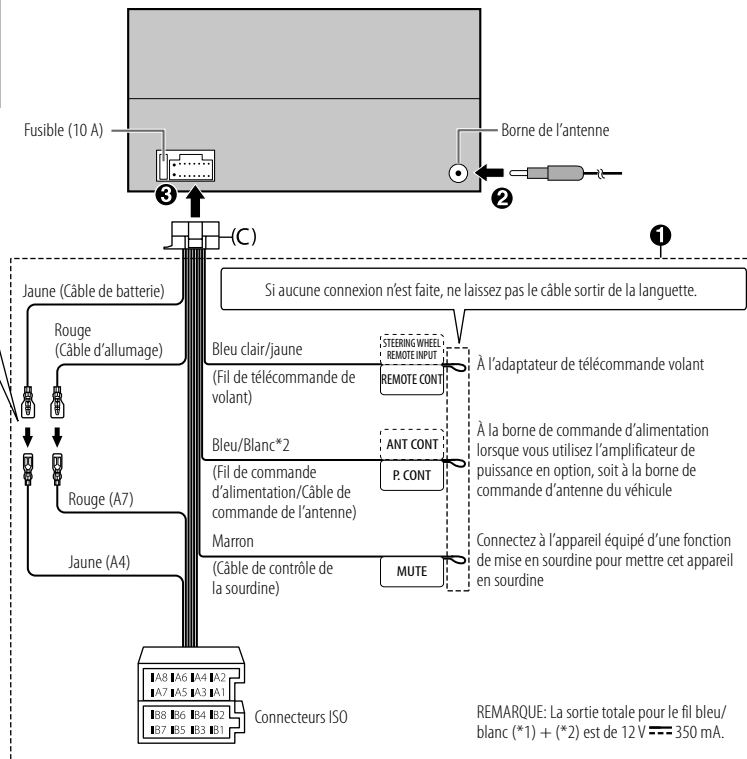 Fusible (10 A)
Borne de l'antenne
❸
❷
(C)
❶
Jaune (Câble de batterie)
Si aucune connexion n'est faite, ne laissez pas le câble sortir de la languette.
Rouge
(Câble d'allumage)
Bleu clair/jaune
(Fil de télécommande de
volant)
STEERING WHEEL
REMOTE INPUT
REMOTE CONT
À l'adaptateur de télécommande volant
Bleu/Blanc*2
(Fil de commande
d'alimentation/Câble de
commande de l'antenne)
ANT CONT
P. CONT
À la borne de commande d'alimentation
lorsque vous utilisez l'amplificateur de
puissance en option, soit à la borne de
commande d'antenne du véhicule
Rouge (A7)
Jaune (A4)
Marron
(Câble de contrôle de
la sourdine)
MUTE
Connectez à l'appareil équipé d'une fonction
de mise en sourdine pour mettre cet appareil
en sourdine
A8 A6 A4 A2
A7 A5 A3 A1
B8 B6 B4 B2
B7 B5 B3 B1
Connecteurs ISO
REMARQUE: La sortie totale pour le fil bleu/
blanc (*1) + (*2) est de 12 V ⎓ 350 mA.